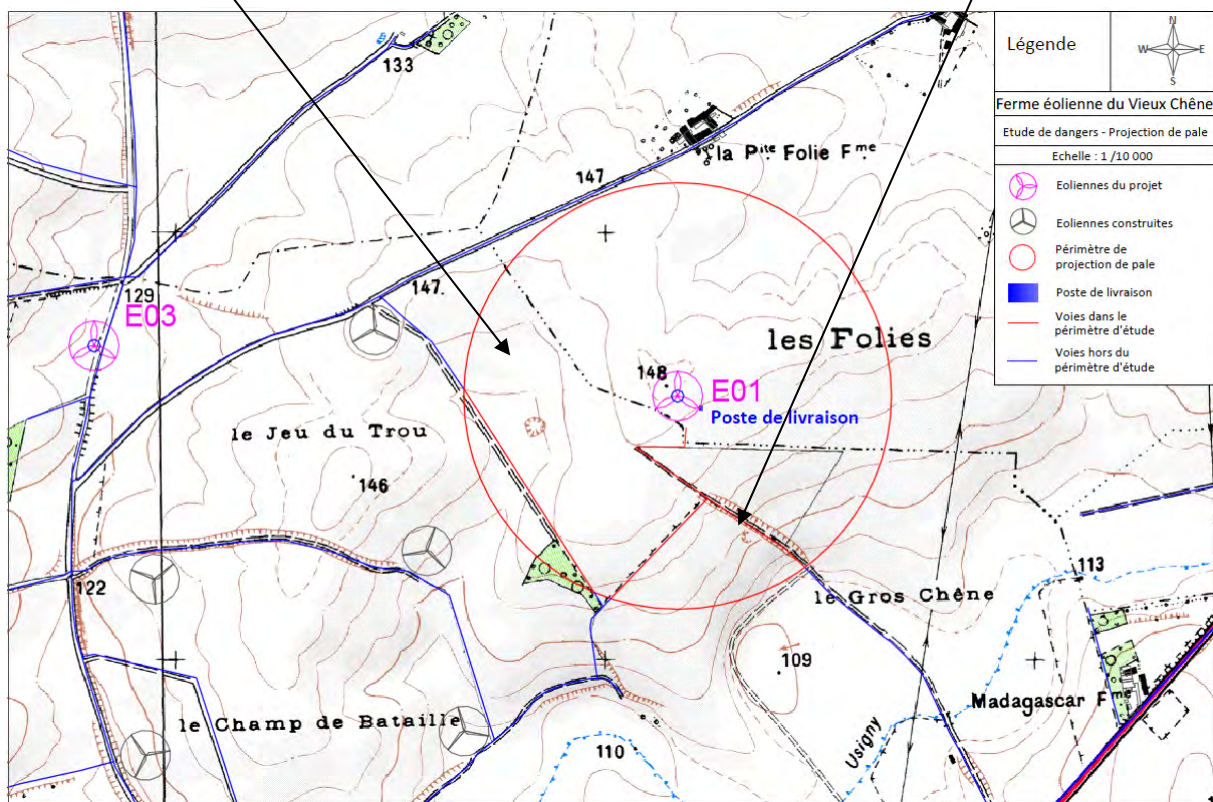 Légende
N
W
E
S
Ferme éolienne du Vieux Chêne
Etude de dangers - Projection de pale
Echelle : 1 /10 000
Eoliennes du projet
Eoliennes construites
Périmètre de
projection de pale
Poste de livraison
Voies dans le
périmètre d'étude
Voies hors du
périmètre d'étude
133
la Pite Folie Fme
147
147.
129
E03
les Folies
148
E01
Poste de livraison
le Jeu du Trou
146
122
113
le Gros Chêne
109
Madagascar Fme
le Champ de Bataille
110
Usigny